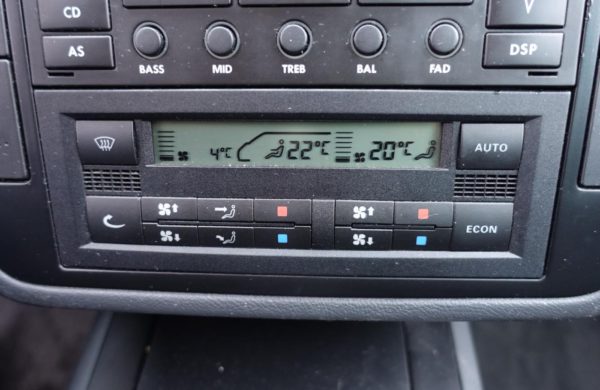 CD
V
AS
DSP
BASS MID TREB BAL FAD
4°C 22°C 20°C
AUTO
ECON